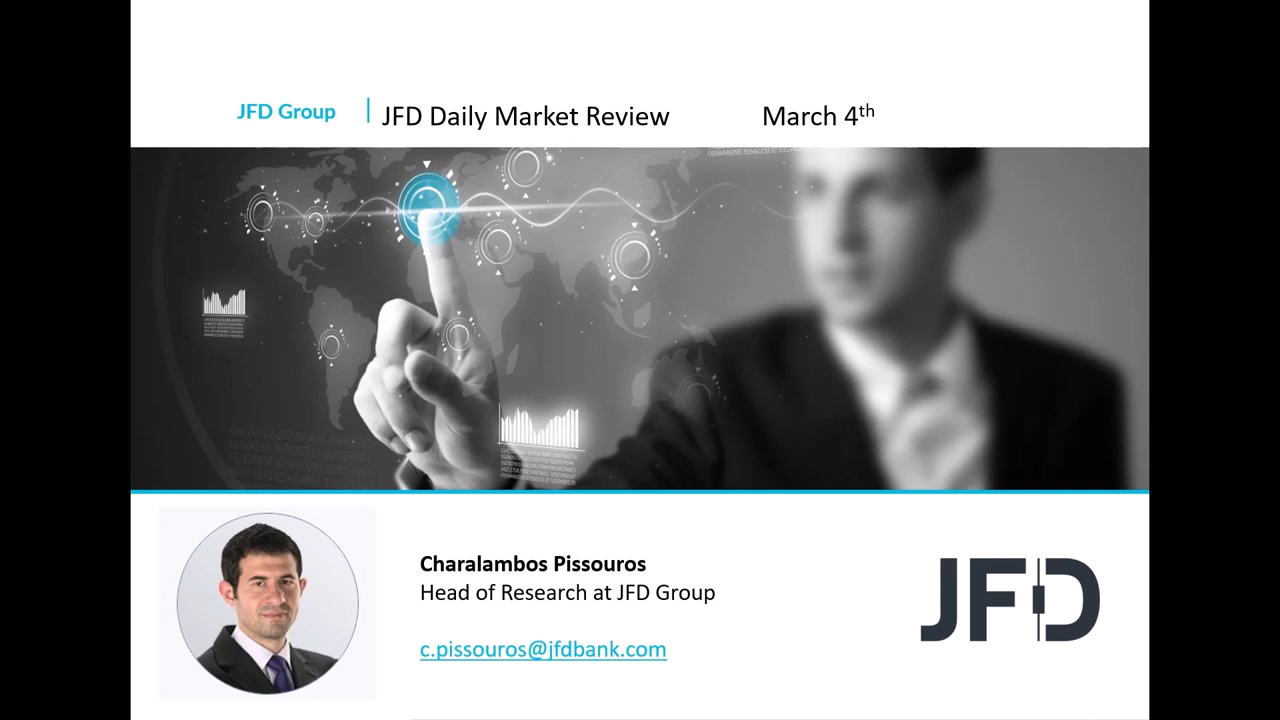 JFD Group
JFD Daily Market Review March 4th
Charalambos Pissouros
Head of Research at JFD Group
JFD
c.pissouros@jfdbank.com